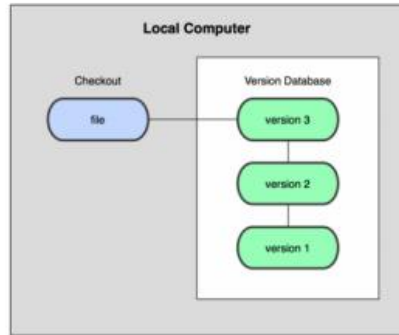 Local Computer
Checkout
Version Database
file
version 3
version 2
version 1